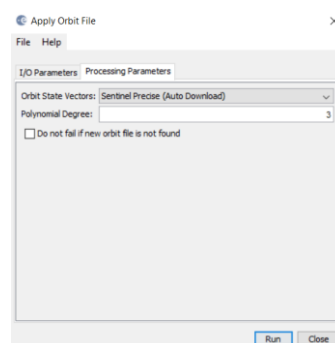 Apply Orbit File
File Help
I/O Parameters Processing Parameters
Orbit State Vectors: Sentinel Precise (Auto Download)
Polynomial Degree: 3
Do not fail if new orbit file is not found
Run Close